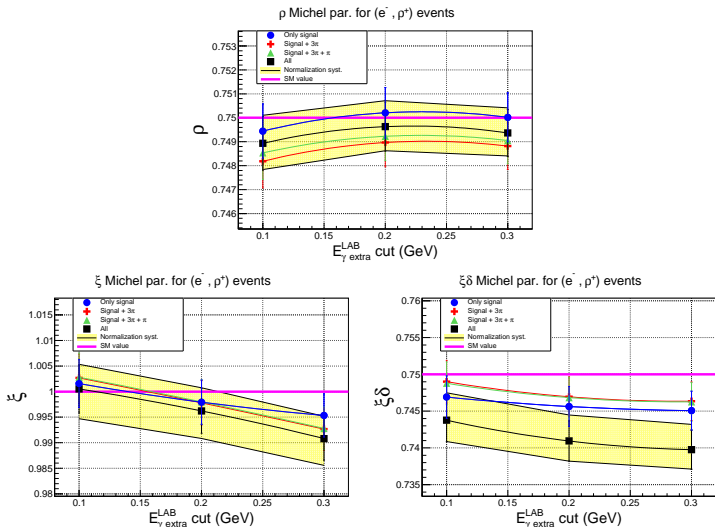 ρ Michel par. for (e⁻, ρ⁺) events
0.753
0.752
0.751
0.75
0.749
0.748
0.747
0.746
ρ
Only signal
Signal + 3π
Signal + 3π + π
All
Normalization syst.
SM value
0.1 0.15 0.2 0.25 0.3
E^LAB_γ extra cut (GeV)
ξ Michel par. for (e⁻, ρ⁺) events
1.015
1.01
1.005
1
0.995
0.99
0.985
0.98
ξ
Only signal
Signal + 3π
Signal + 3π + π
All
Normalization syst.
SM value
0.1 0.15 0.2 0.25 0.3
E^LAB_γ extra cut (GeV)
ξδ Michel par. for (e⁻, ρ⁺) events
0.76
0.755
0.75
0.745
0.74
0.735
ξδ
Only signal
Signal + 3π
Signal + 3π + π
All
Normalization syst.
SM value
0.1 0.15 0.2 0.25 0.3
E^LAB_γ extra cut (GeV)